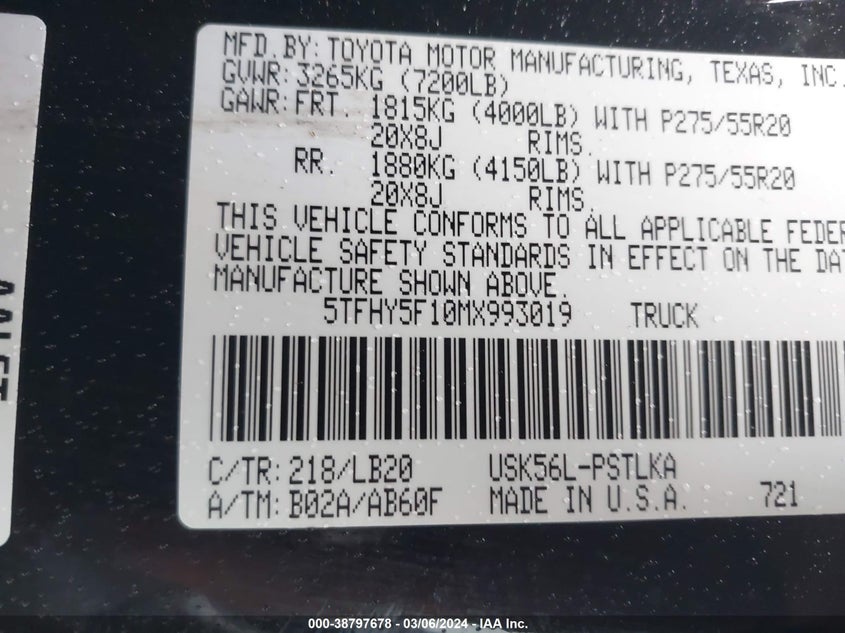 MFD. BY: TOYOTA MOTOR MANUFACTURING, TEXAS, INC.
GVWR: 3265KG (7200LB)
GAWR: FRT. 1815KG (4000LB) WITH P275/55R20
20X8J RIMS.
RR. 1880KG (4150LB) WITH P275/55R20
20X8J RIMS.
THIS VEHICLE CONFORMS TO ALL APPLICABLE FEDER
VEHICLE SAFETY STANDARDS IN EFFECT ON THE DAT
MANUFACTURE SHOWN ABOVE.
5TFHY5F10MX993019 TRUCK
C/TR: 218/LB20 USK56L-PSTLKA
A/TM: B02A/AB60F MADE IN U.S.A. 721
000-38797678 - 03/06/2024 - IAA Inc.